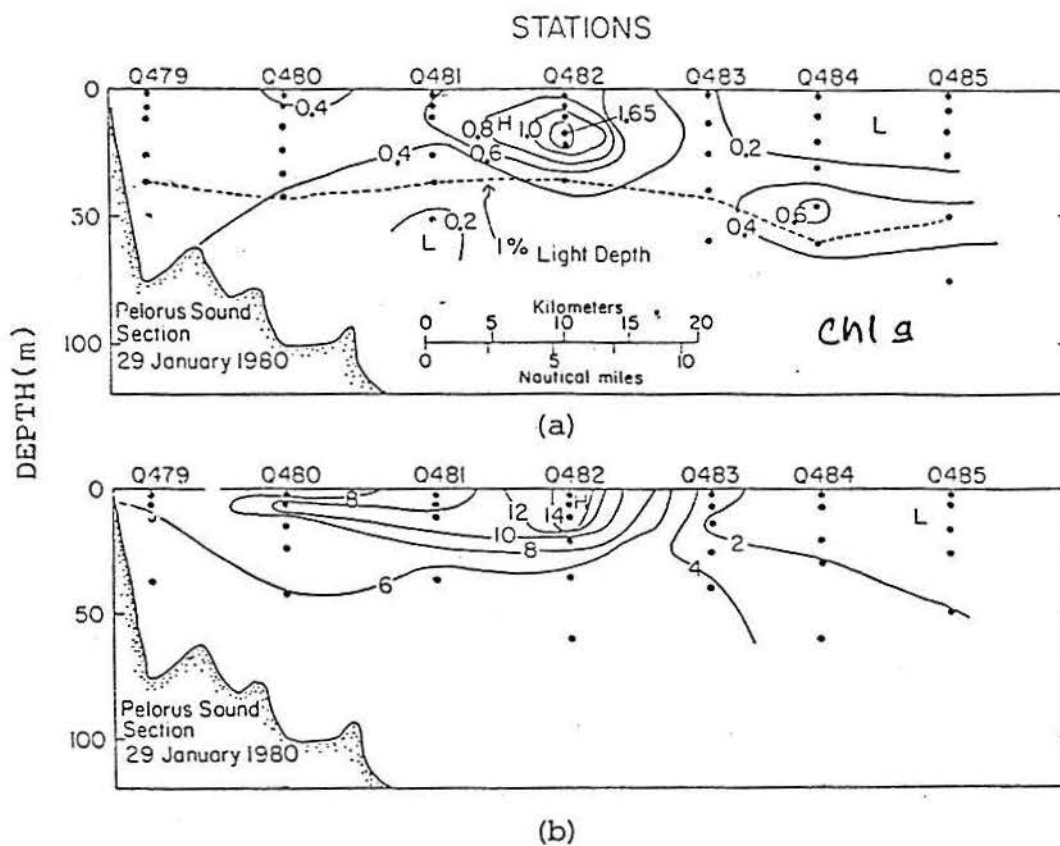 STATIONS
Q479 Q480 Q481 Q482 Q483 Q484 Q485
0
0.4
0.8 H 1.0 1.65
0.4 0.6
0.2 L
50
0.2
L
1% Light Depth
0.6
0.4
Pelorus Sound
Section
29 January 1980
100
Kilometers
0 5 10 15 20
0 5 10
Nautical miles
chl a
DEPTH (m)
(a)
Q479 Q480 Q481 Q482 Q483 Q484 Q485
0
8 12 14 H
10
8
6
4
2
L
50
Pelorus Sound
Section
29 January 1980
100
(b)